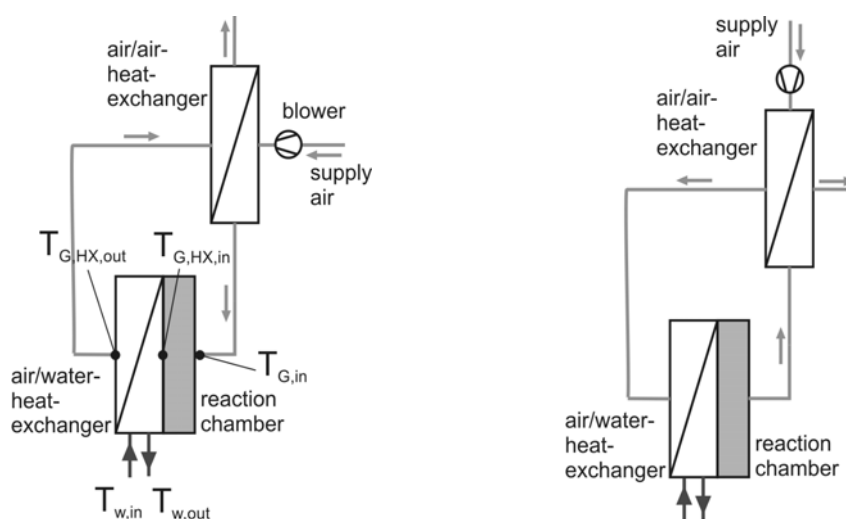 air/air-
heat-
exchanger
blower
supply
air
T G,HX,out
T G,HX,in
T G,in
air/water-
heat-
exchanger
reaction
chamber
T w,in
T w,out
supply
air
air/air-
heat-
exchanger
air/water-
heat-
exchanger
reaction
chamber